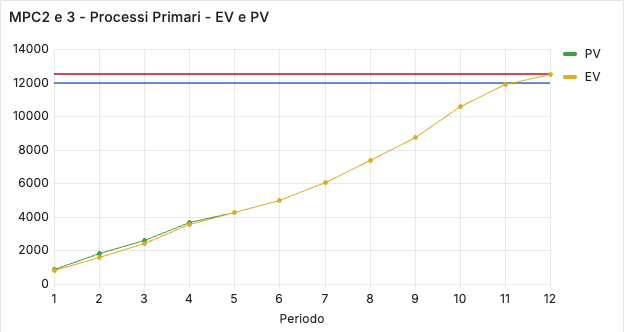 MPC2 e 3 - Processi Primari - EV e PV
14000
12000
10000
8000
6000
4000
2000
0
1 2 3 4 5 6 7 8 9 10 11 12
Periodo
PV
EV